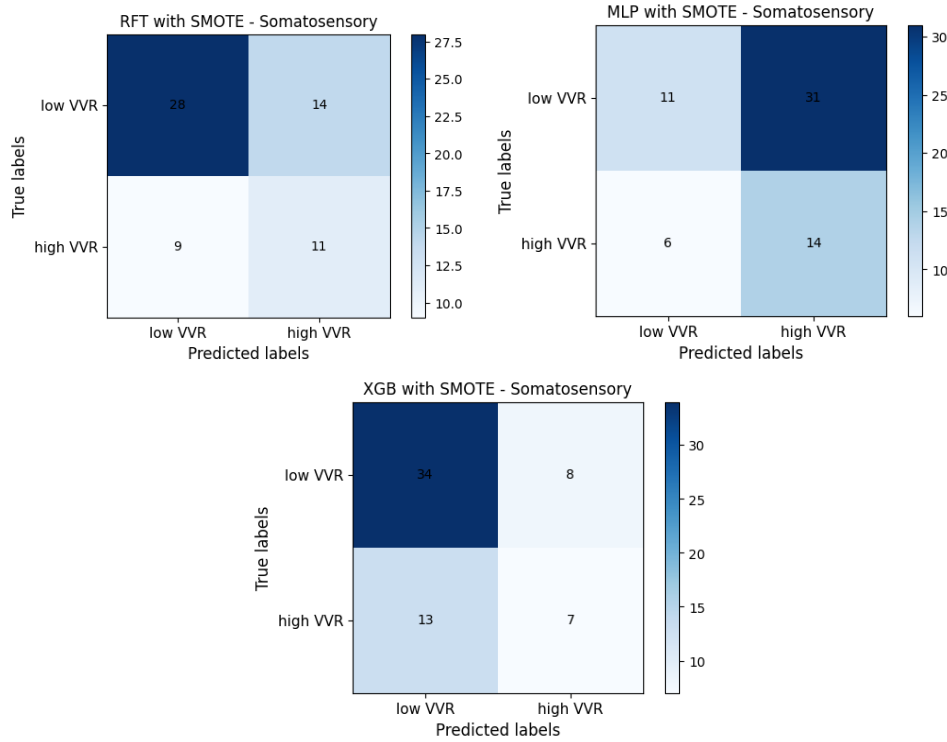 RFT with SMOTE - Somatosensory
27.5
25.0
22.5
20.0
17.5
15.0
12.5
10.0
True labels
low VVR
high VVR
28
14
9
11
low VVR
high VVR
Predicted labels
MLP with SMOTE - Somatosensory
30
25
20
15
10
True labels
low VVR
high VVR
11
31
6
14
low VVR
high VVR
Predicted labels
XGB with SMOTE - Somatosensory
30
25
20
15
10
True labels
low VVR
high VVR
34
8
13
7
low VVR
high VVR
Predicted labels